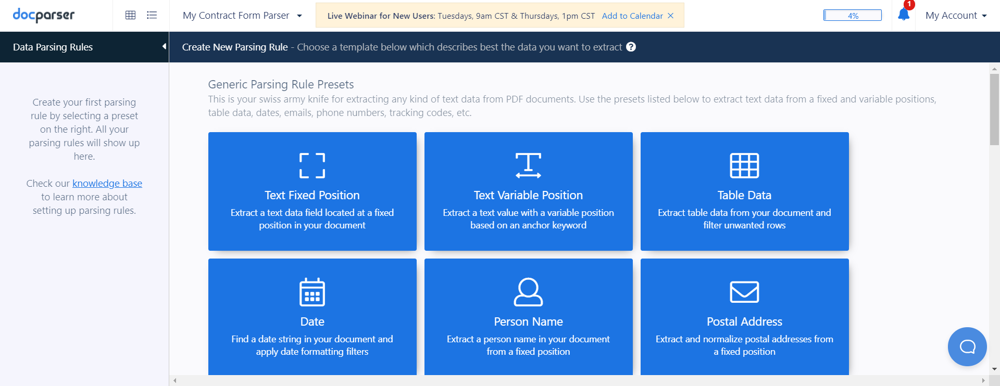 docparser
My Contract Form Parser
Live Webinar for New Users: Tuesdays, 9am CST & Thursdays, 1pm CST Add to Calendar
4%
1
My Account
Data Parsing Rules
Create New Parsing Rule - Choose a template below which describes best the data you want to extract ?
Create your first parsing
rule by selecting a preset
on the right. All your
parsing rules will show up
here.
Check our knowledge base
to learn more about
setting up parsing rules.
Generic Parsing Rule Presets
This is your swiss army knife for extracting any kind of text data from PDF documents. Use the presets listed below to extract text data from a fixed and variable positions,
table data, dates, emails, phone numbers, tracking codes, etc.
Text Fixed Position
Extract a text data field located at a fixed
position in your document
Text Variable Position
Extract a text value with a variable position
based on an anchor keyword
Table Data
Extract table data from your document and
filter unwanted rows
Date
Find a date string in your document and
apply date formatting filters
Person Name
Extract a person name in your document
from a fixed position
Postal Address
Extract and normalize postal addresses from
a fixed position